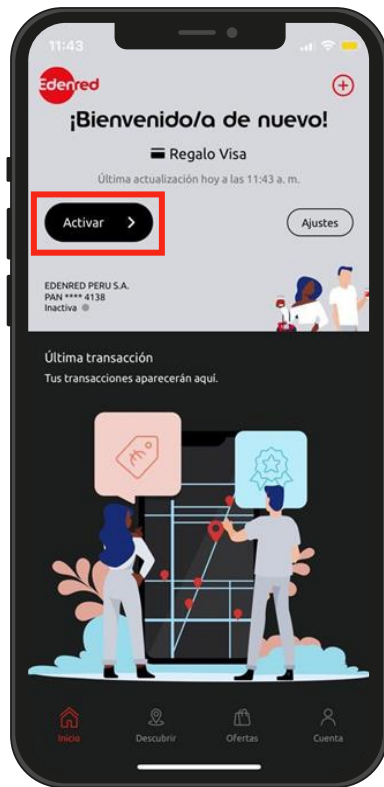 11:43
Edenred
¡Bienvenido/a de nuevo!
Regalo Visa
Última actualización hoy a las 11:43 a. m.
Activar
Ajustes
EDENRED PERU S.A.
PAN **** 4138
Inactiva
Última transacción
Tus transacciones aparecerán aquí.
Inicio
Descubrir
Ofertas
Cuenta